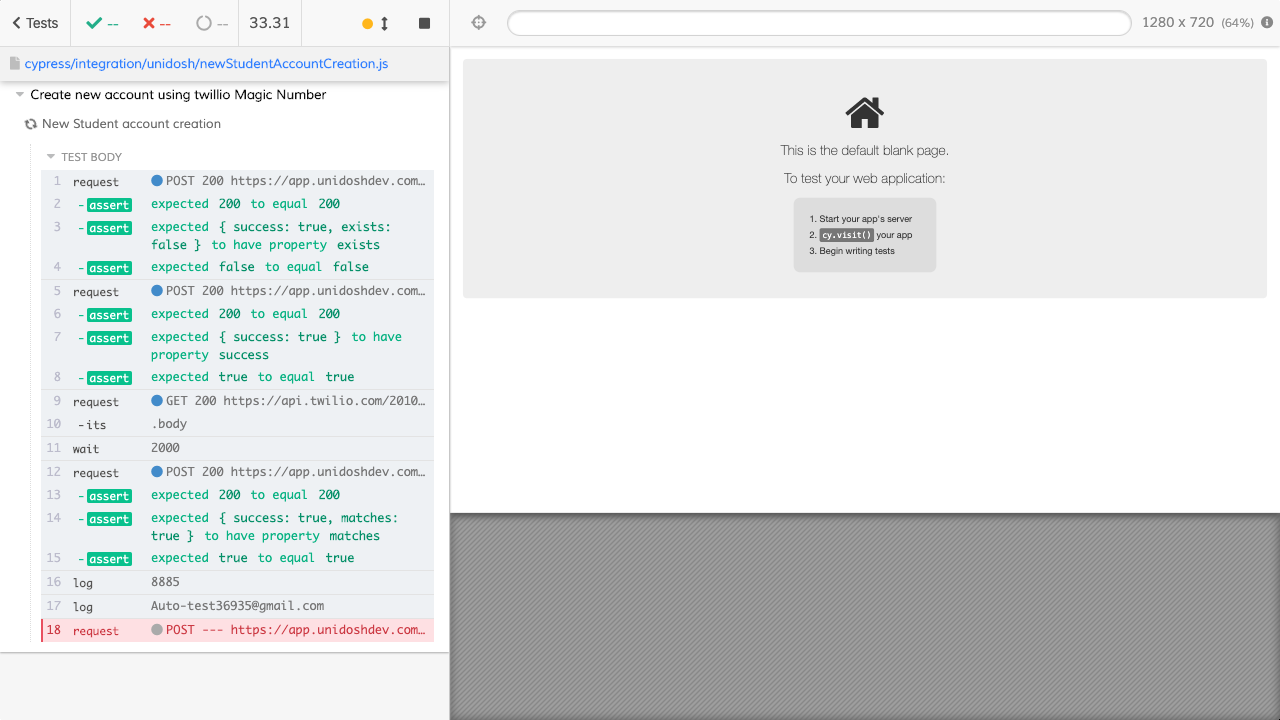 Tests
--
--
--
33.31
1280 x 720 (64%)
cypress/integration/unidosh/newStudentAccountCreation.js
Create new account using twillio Magic Number
New Student account creation
TEST BODY
1 request POST 200 https://app.unidoshdev.com…
2 -assert expected 200 to equal 200
3 -assert expected { success: true, exists:
false } to have property exists
4 -assert expected false to equal false
5 request POST 200 https://app.unidoshdev.com…
6 -assert expected 200 to equal 200
7 -assert expected { success: true } to have
property success
8 -assert expected true to equal true
9 request GET 200 https://api.twilio.com/2010…
10 -its .body
11 wait 2000
12 request POST 200 https://app.unidoshdev.com…
13 -assert expected 200 to equal 200
14 -assert expected { success: true, matches:
true } to have property matches
15 -assert expected true to equal true
16 log 8885
17 log Auto-test36935@gmail.com
18 request POST --- https://app.unidoshdev.com…
This is the default blank page.
To test your web application:
1. Start your app's server
2. cy.visit() your app
3. Begin writing tests